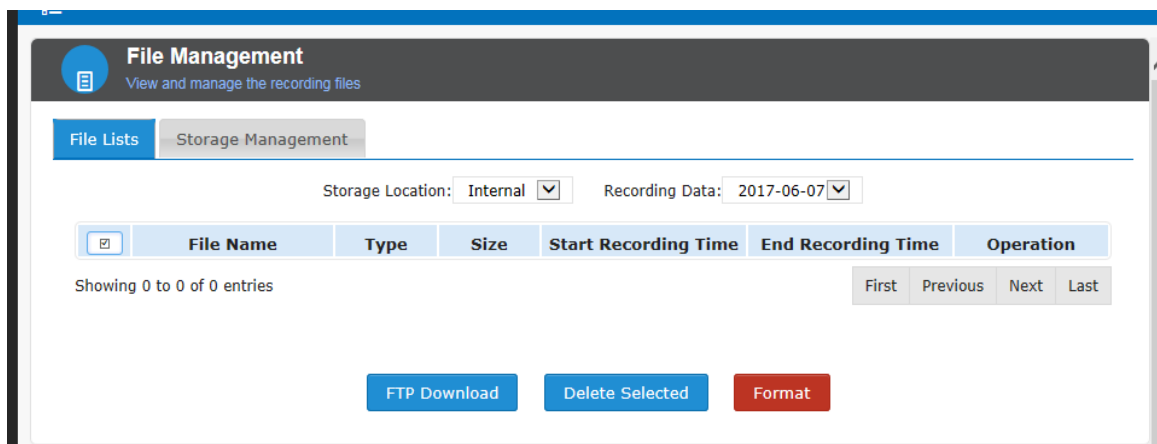 File Management
View and manage the recording files
File Lists Storage Management
Storage Location: Internal Recording Data: 2017-06-07
File Name Type Size Start Recording Time End Recording Time Operation
Showing 0 to 0 of 0 entries First Previous Next Last
FTP Download Delete Selected Format